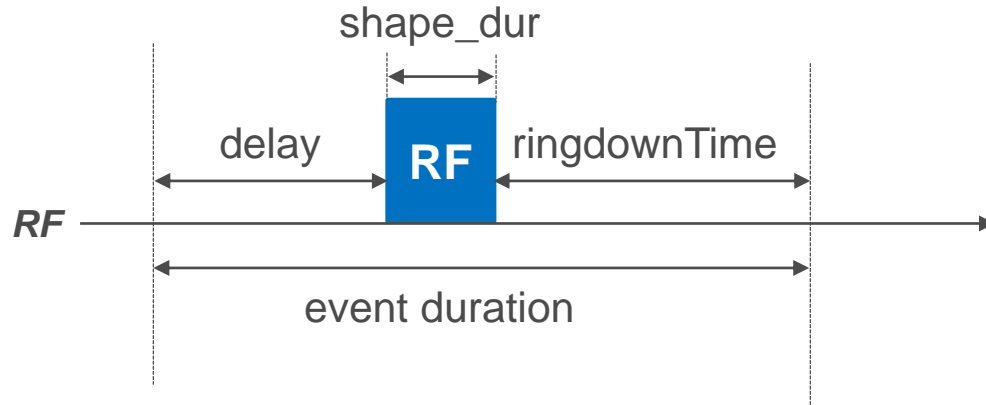 shape_dur
delay
RF
ringdownTime
RF
event duration